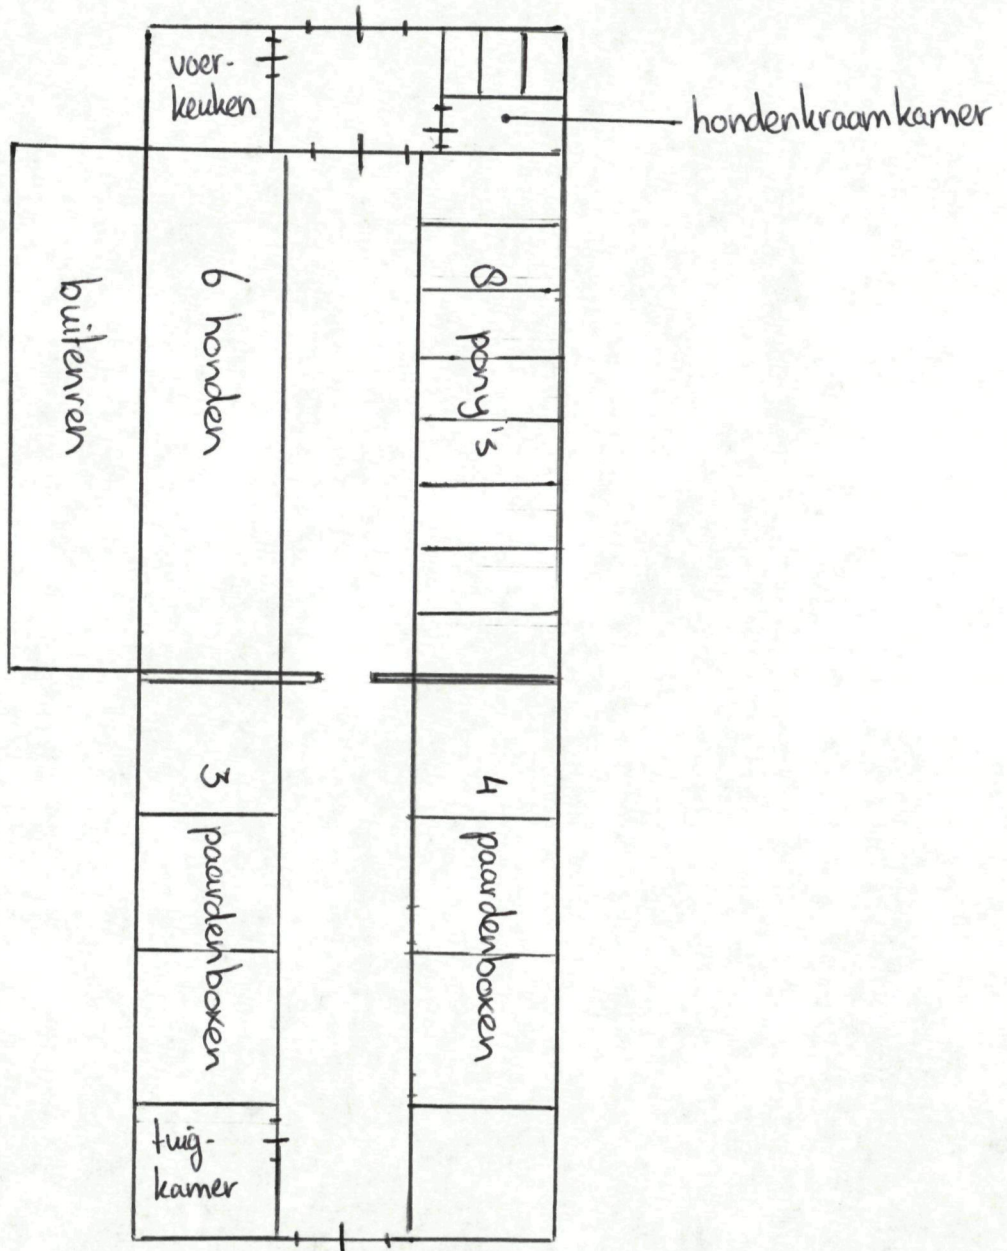 voer-
keuken
hondenkraamkamer
buitenren
6 honden
8 pony's
3 paardenboxen
4 paardenboxen
tuig-
kamer